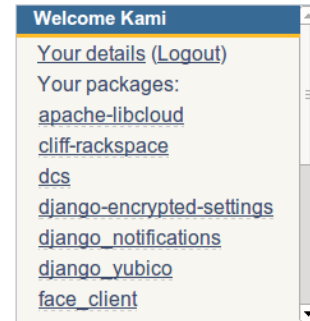 Welcome Kami
Your details (Logout)
Your packages:
apache-libcloud
cliff-rackspace
dcs
django-encrypted-settings
django_notifications
django_yubico
face_client